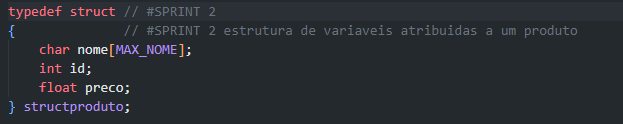 typedef struct // #SPRINT 2
{              // #SPRINT 2 estrutura de variaveis atribuidas a um produto
    char nome[MAX_NOME];
    int id;
    float preco;
} structproduto;